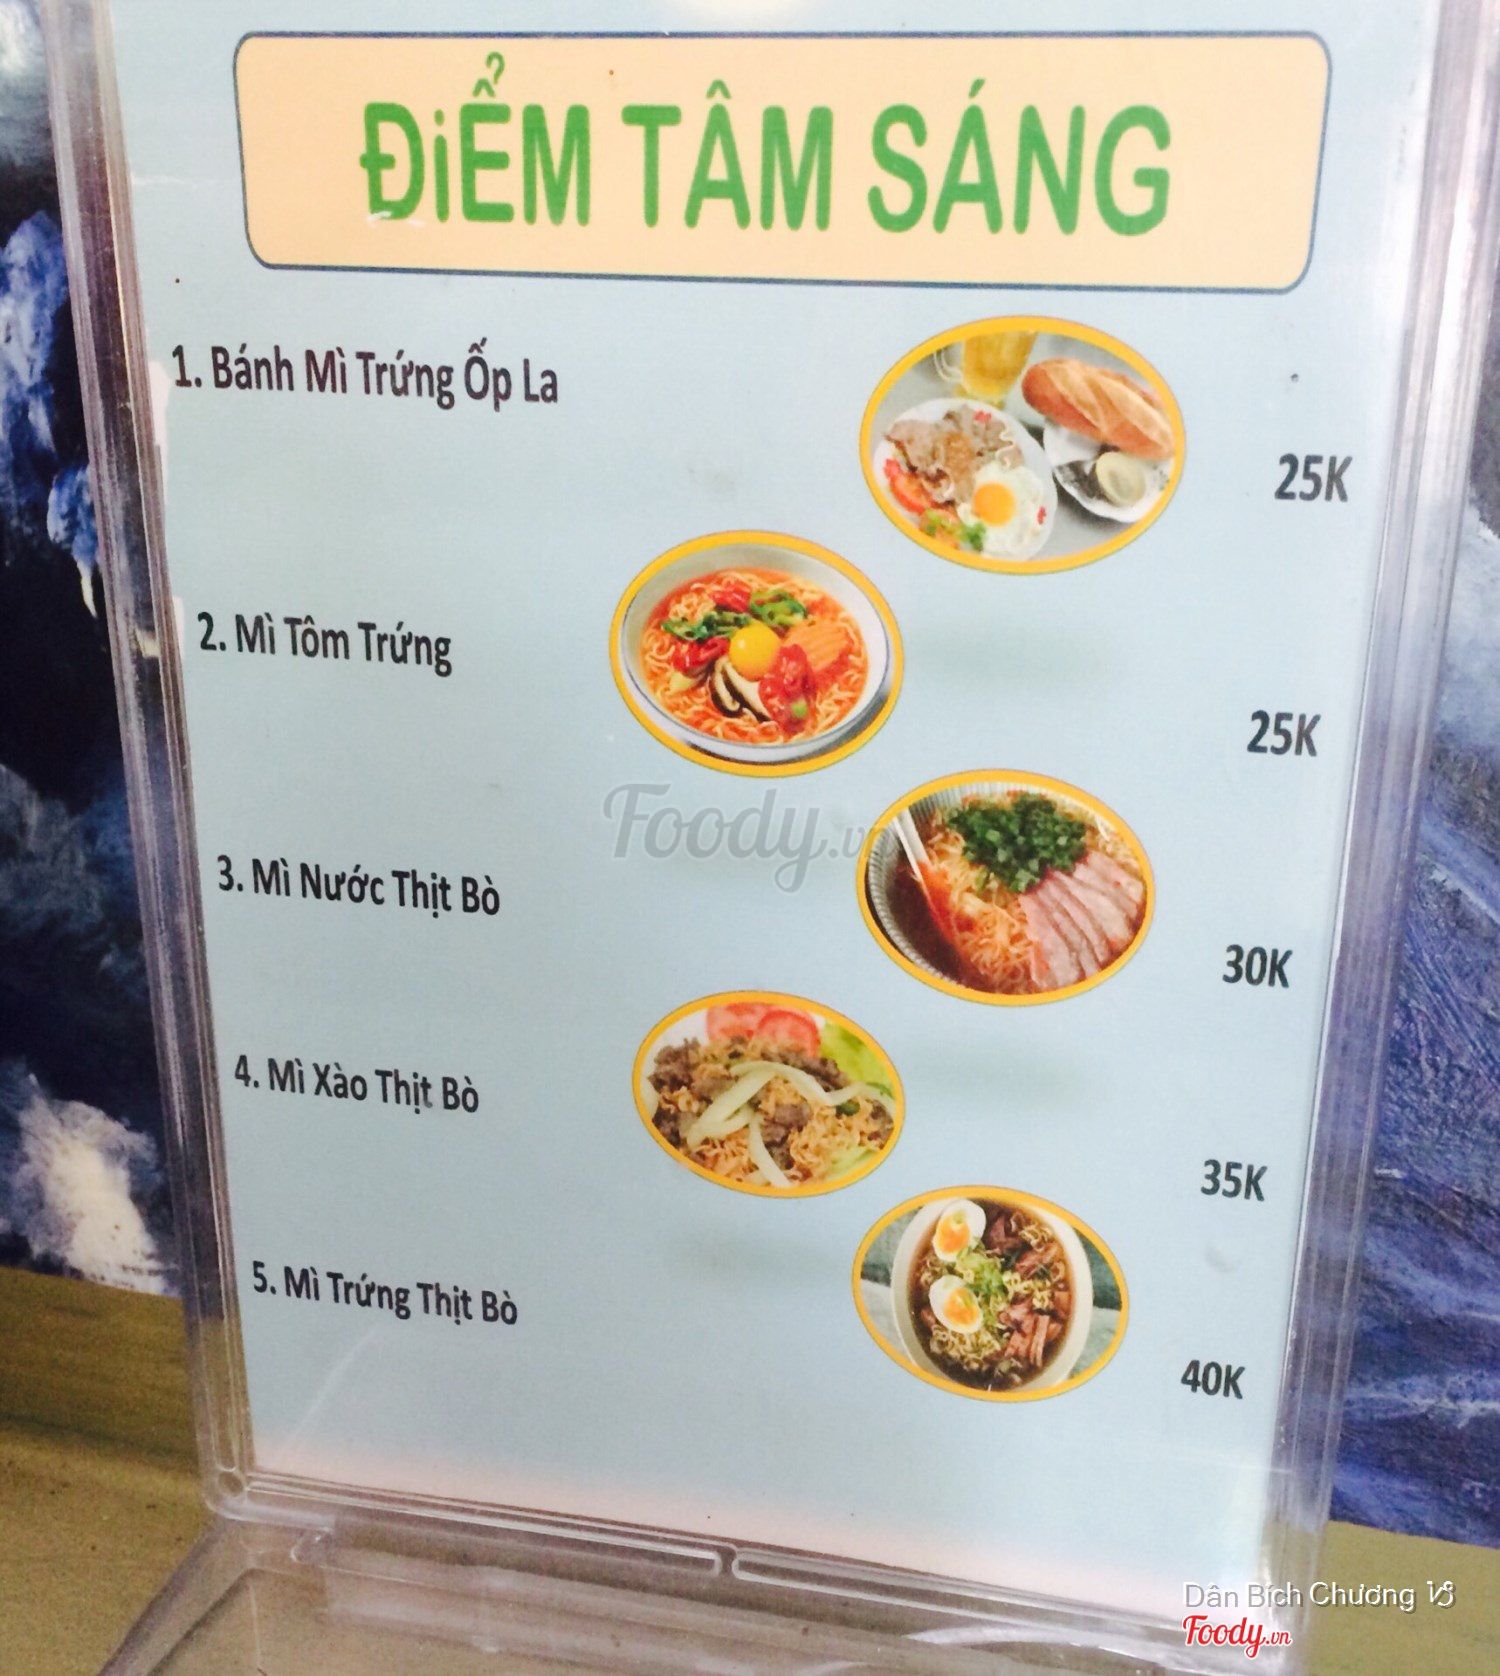 ĐiỂM TÂM SÁNG
1. Bánh Mì Trứng Ốp La
25K
2. Mì Tôm Trứng
25K
Foody.vn
3. Mì Nước Thịt Bò
30K
4. Mì Xào Thịt Bò
35K
5. Mì Trứng Thịt Bò
40K
Dân Bích Chương
Foody.vn